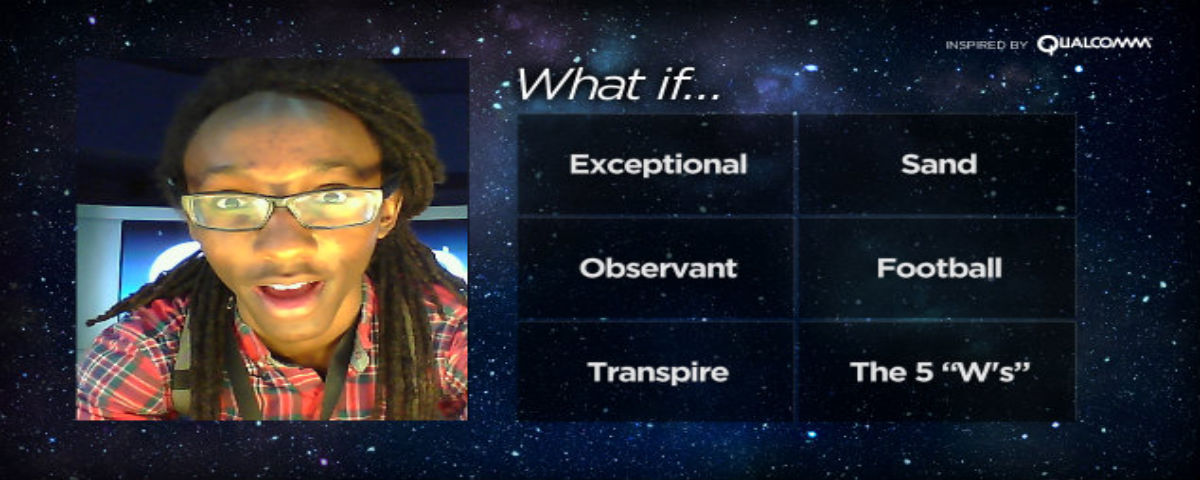 INSPIRED BY QUALCOMM
What if...
Exceptional
Sand
Observant
Football
Transpire
The 5 “W's”